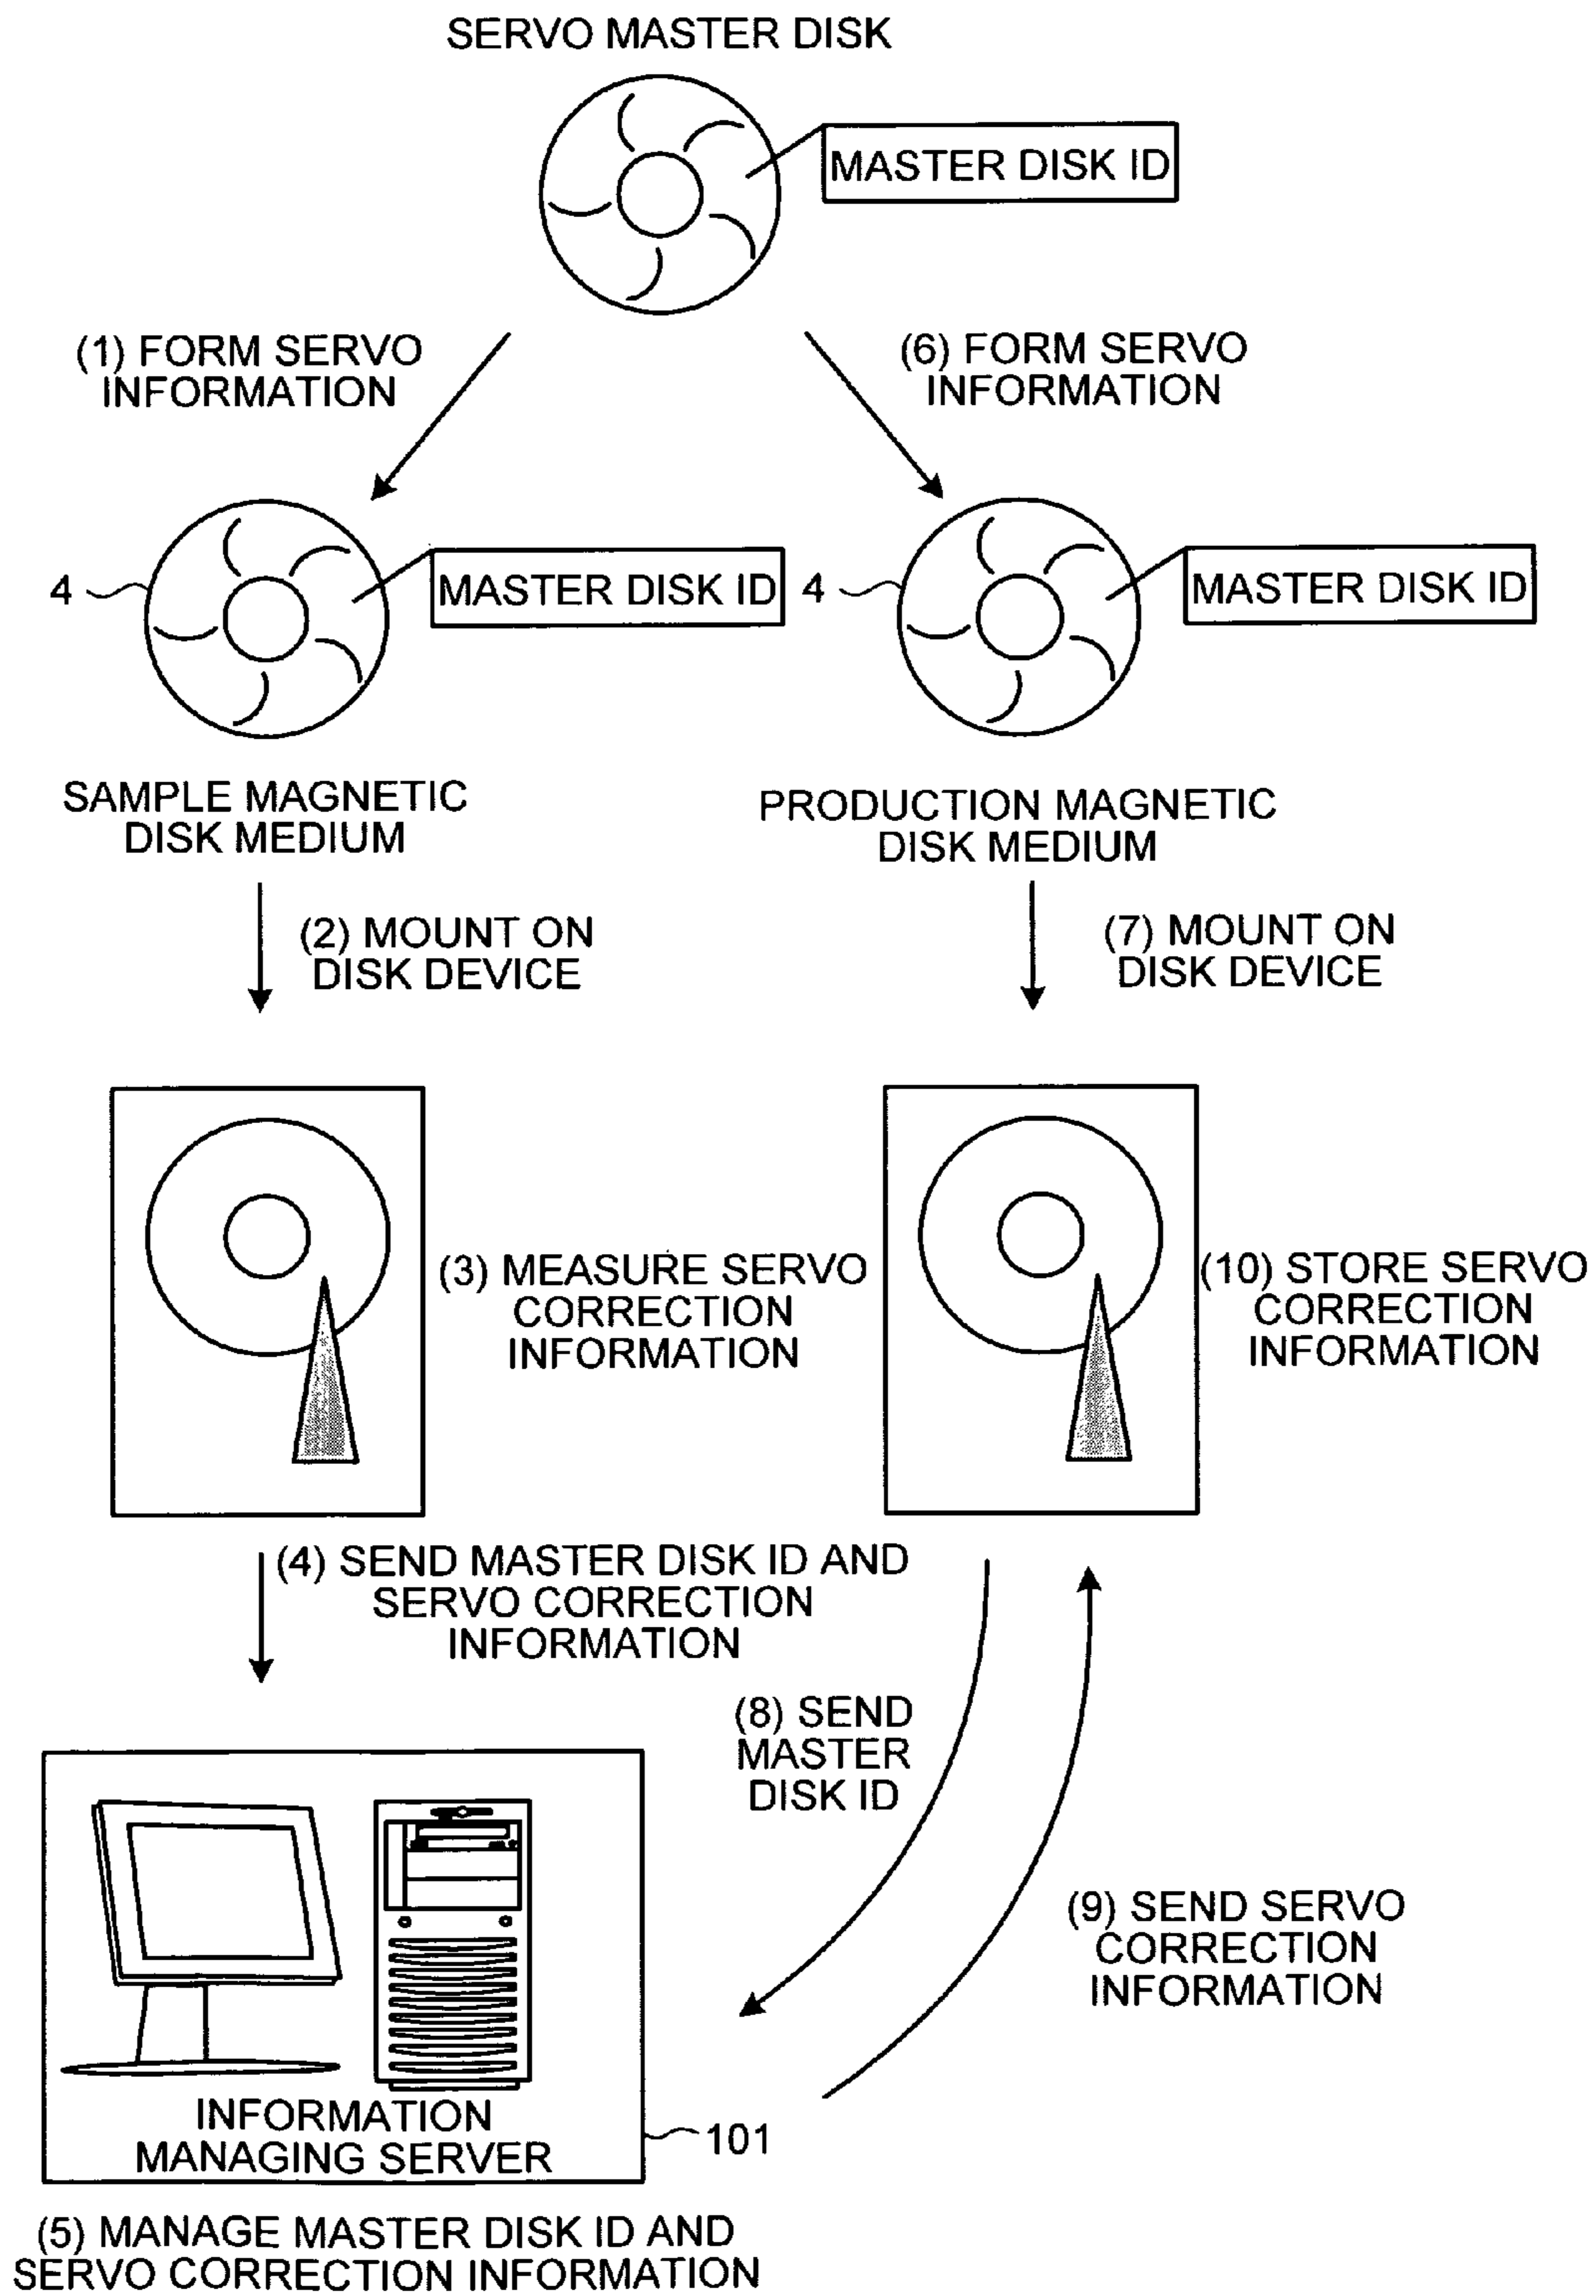 SERVO MASTER DISK
MASTER DISK ID
(1) FORM SERVO
INFORMATION
(6) FORM SERVO
INFORMATION
4
MASTER DISK ID
4
MASTER DISK ID
SAMPLE MAGNETIC
DISK MEDIUM
PRODUCTION MAGNETIC
DISK MEDIUM
(2) MOUNT ON
DISK DEVICE
(7) MOUNT ON
DISK DEVICE
(3) MEASURE SERVO
CORRECTION
INFORMATION
(10) STORE SERVO
CORRECTION
INFORMATION
(4) SEND MASTER DISK ID AND
SERVO CORRECTION
INFORMATION
(8) SEND
MASTER
DISK ID
(9) SEND SERVO
CORRECTION
INFORMATION
INFORMATION
MANAGING SERVER
101
(5) MANAGE MASTER DISK ID AND
SERVO CORRECTION INFORMATION